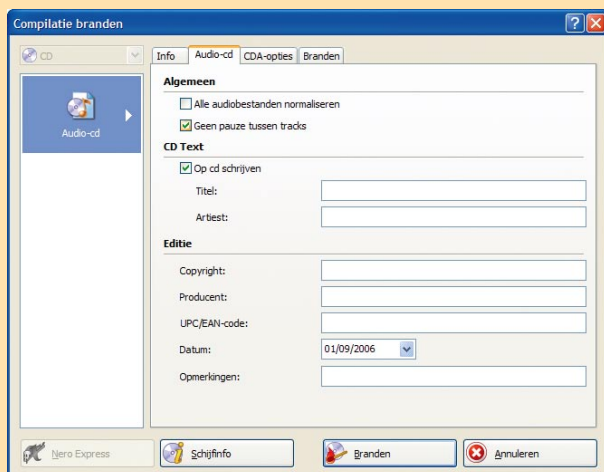 Compilatie branden
CD
Info Audio-cd CDA-opties Branden
Audio-cd
Algemeen
Alle audiobestanden normaliseren
Geen pauze tussen tracks
CD Text
Op cd schrijven
Titel:
Artiest:
Editie
Copyright:
Producent:
UPC/EAN-code:
Datum: 01/09/2006
Opmerkingen:
Nero Express Schijfinfo Branden Annuleren